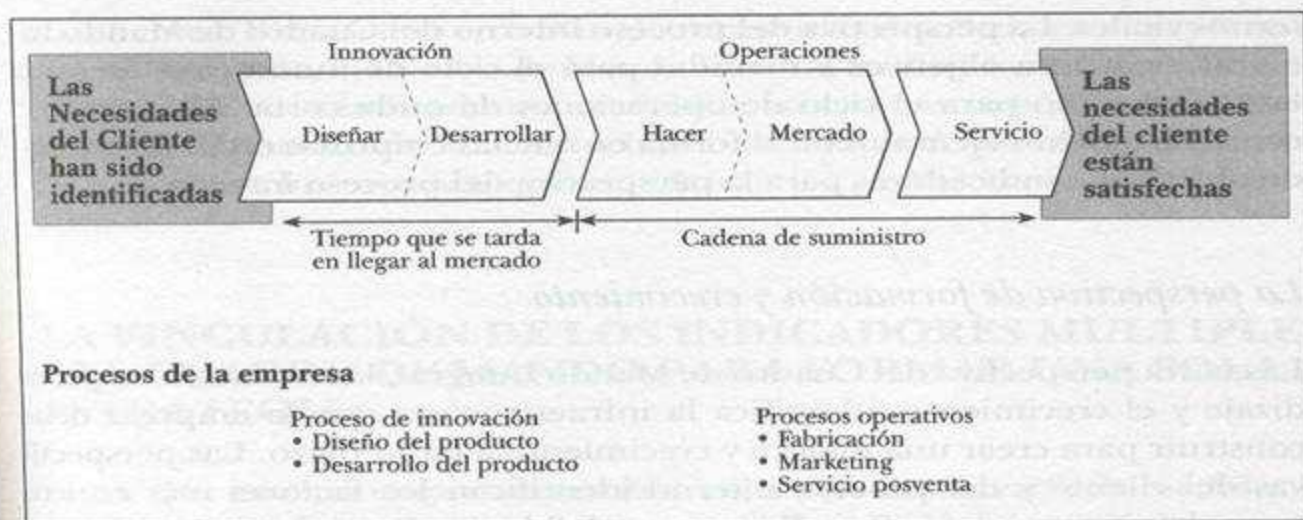 Innovación
Operaciones
Las
Necesidades
del Cliente
han sido
identificadas
Diseñar
Desarrollar
Hacer
Mercado
Servicio
Las
necesidades
del cliente
están
satisfechas
Tiempo que se tarda
en llegar al mercado
Cadena de suministro
Procesos de la empresa
Proceso de innovación
• Diseño del producto
• Desarrollo del producto
Procesos operativos
• Fabricación
• Marketing
• Servicio posventa